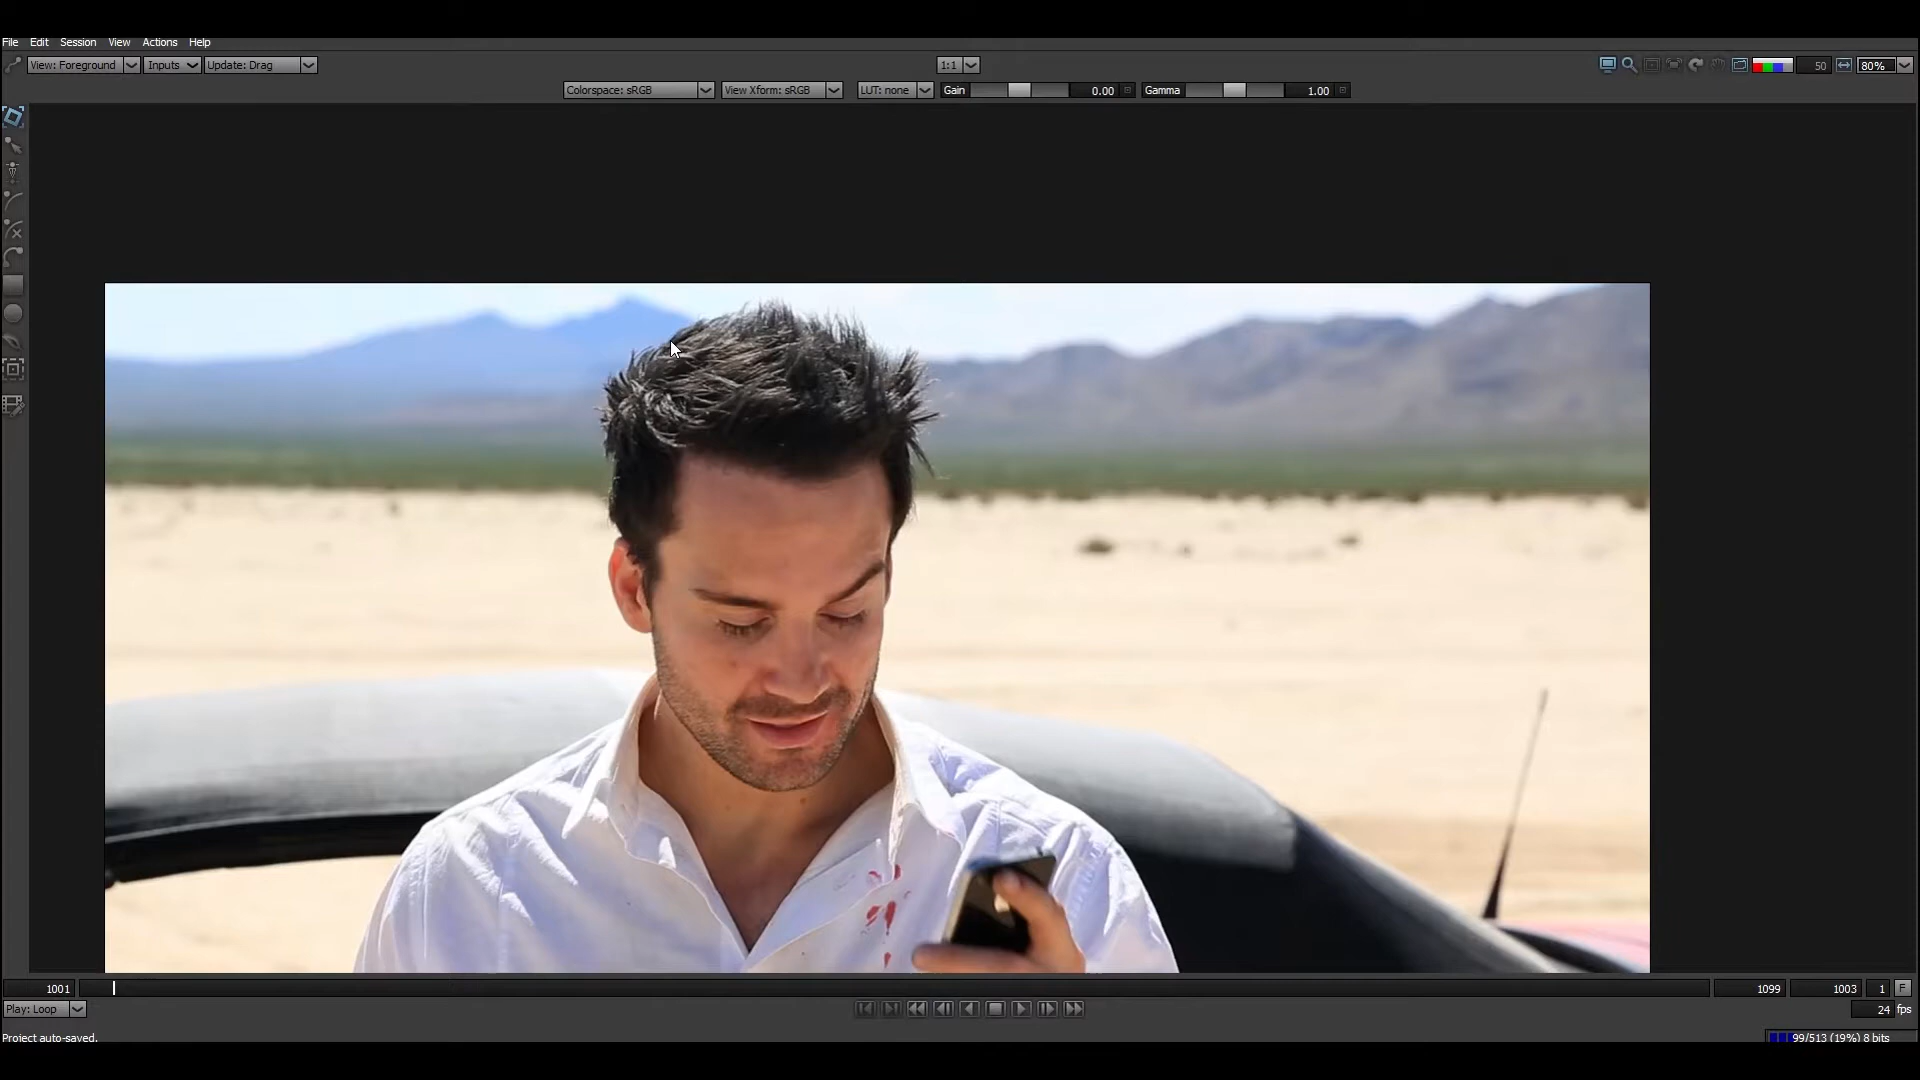 File Edit Session View Actions Help
View: Foreground Inputs Update: Drag 1:1 50 80%
Colorspace: sRGB View Xform: sRGB LUT: none Gain 0.00 Gamma 1.00
1001 1099 1003 1 F
Play: Loop 24 fps
Project auto-saved. 99/513 (19%) 8 bits